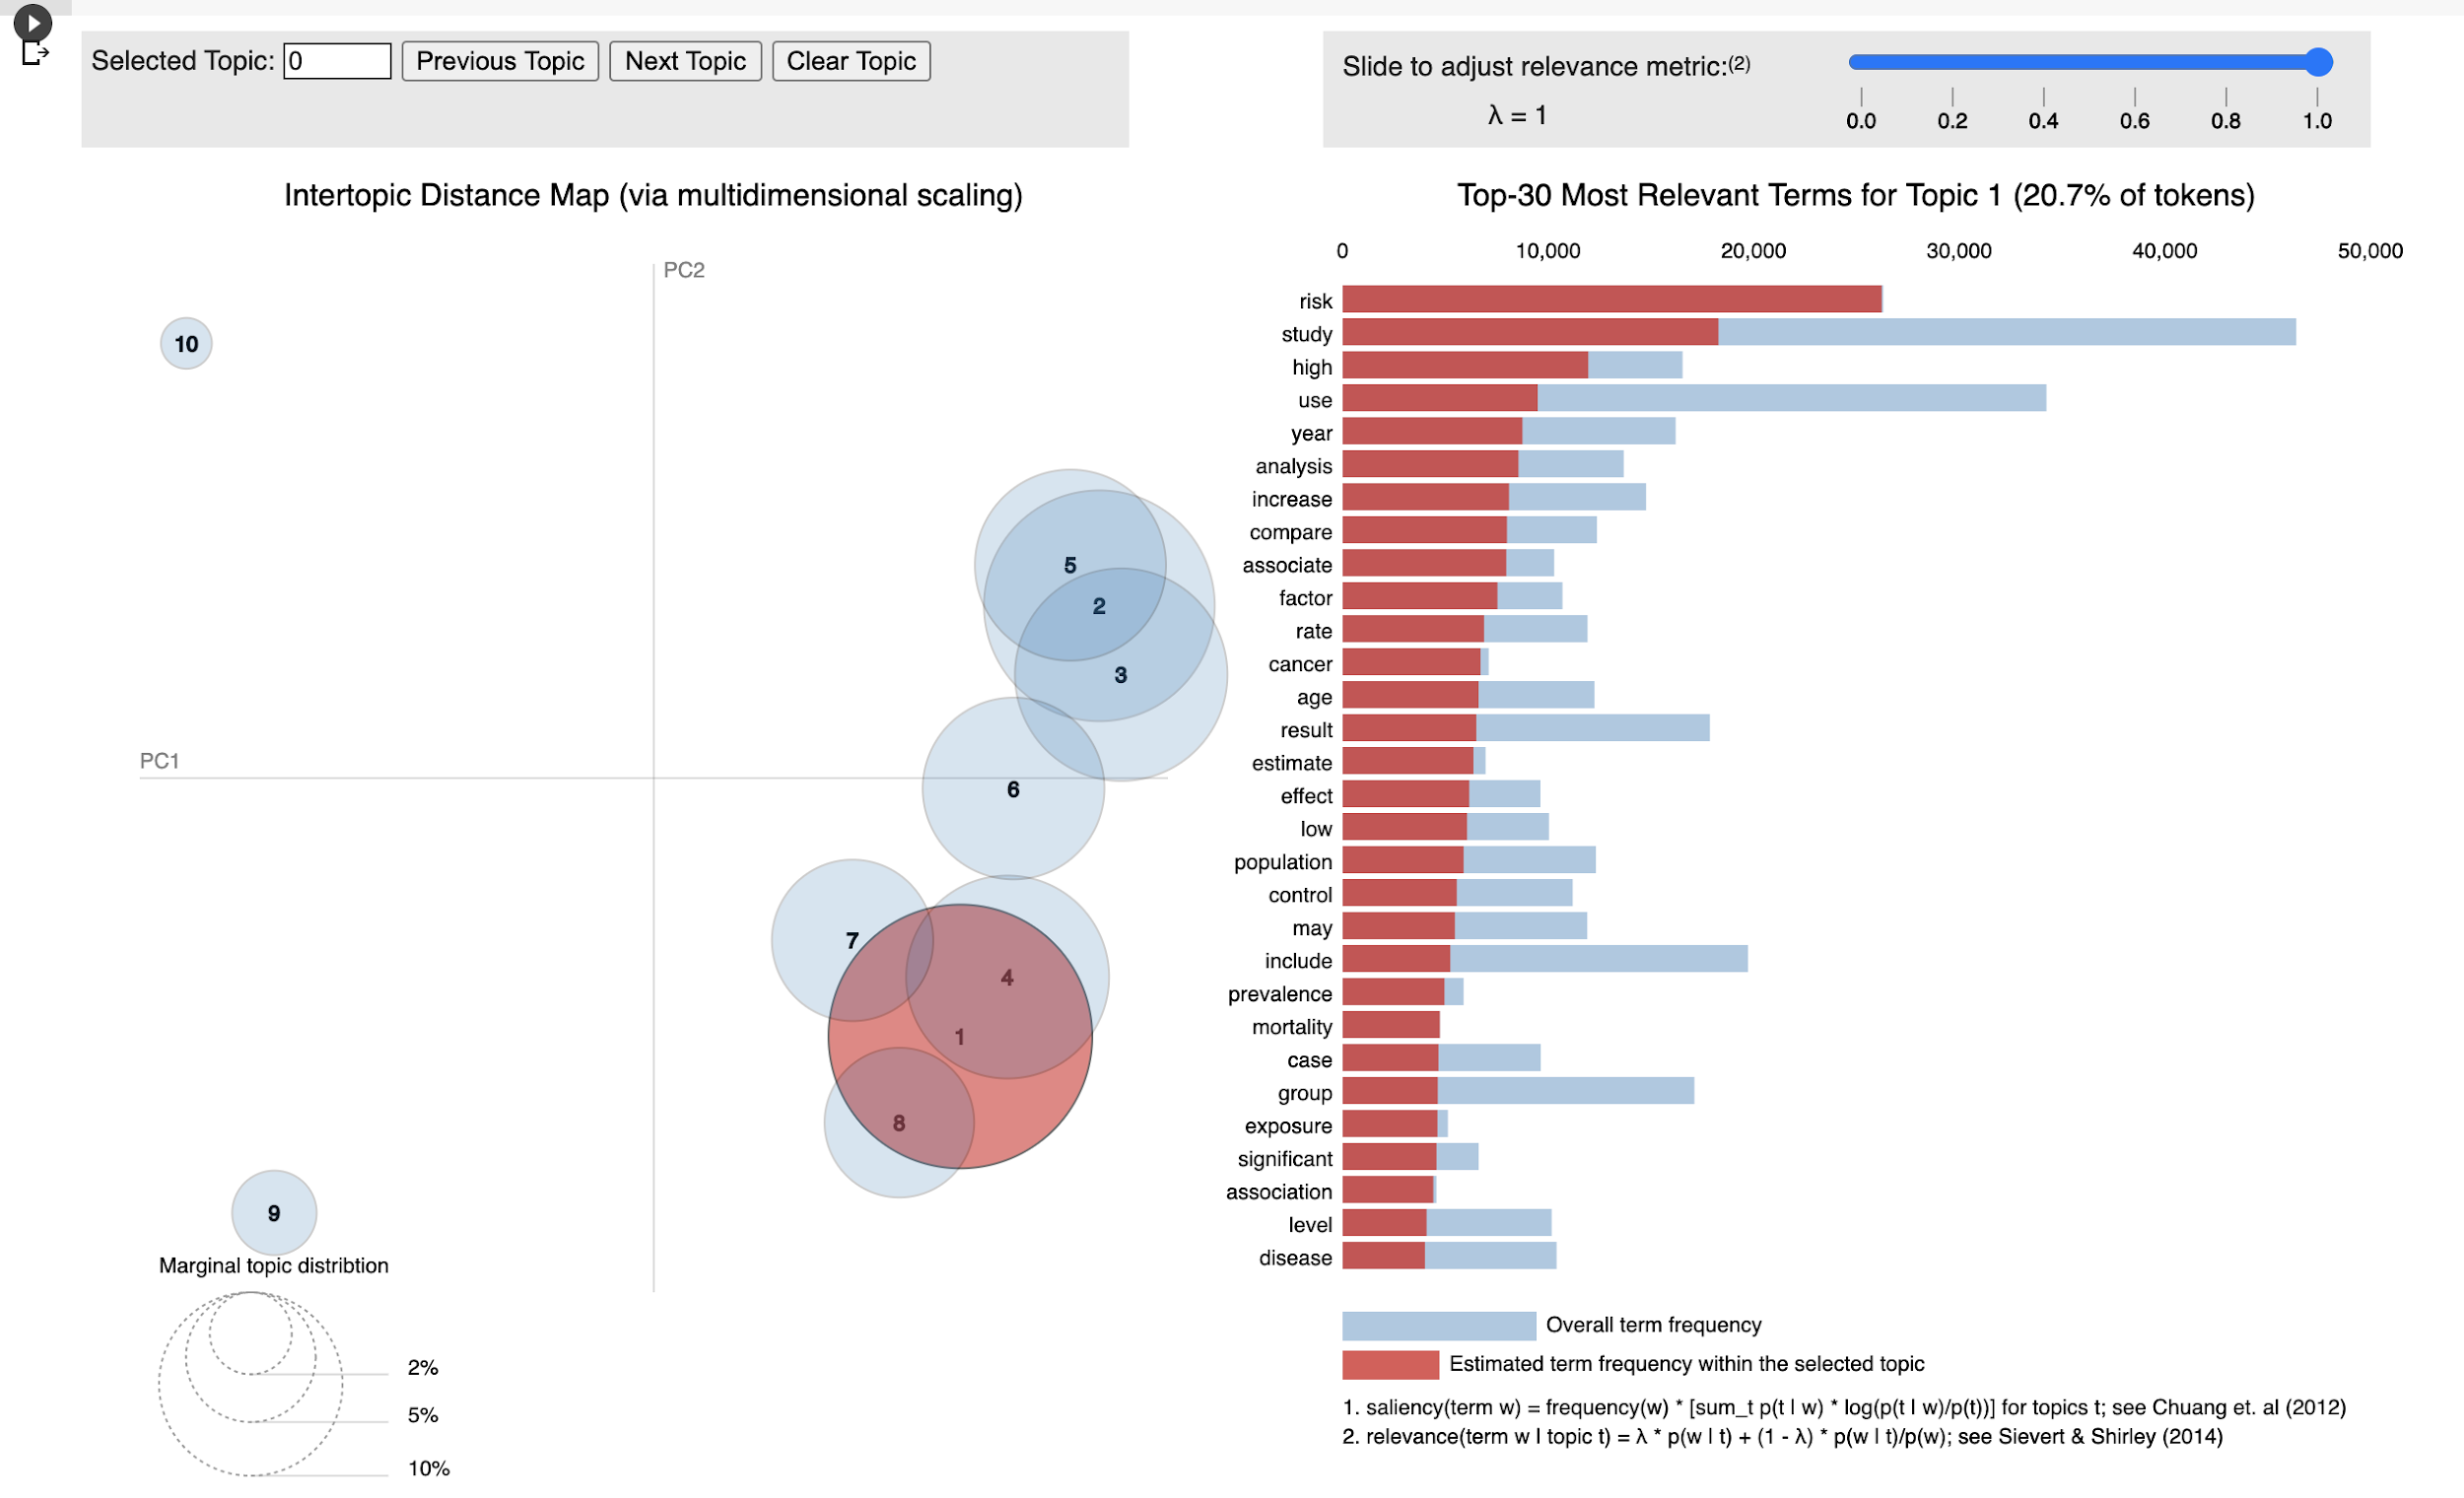 Selected Topic: 0 Previous Topic Next Topic Clear Topic
Slide to adjust relevance metric:(2)
λ = 1
0.0 0.2 0.4 0.6 0.8 1.0
Intertopic Distance Map (via multidimensional scaling)
PC2
PC1
10
5
2
3
6
7
4
1
8
9
Marginal topic distribtion
2%
5%
10%
Top-30 Most Relevant Terms for Topic 1 (20.7% of tokens)
0 10,000 20,000 30,000 40,000 50,000
risk
study
high
use
year
analysis
increase
compare
associate
factor
rate
cancer
age
result
estimate
effect
low
population
control
may
include
prevalence
mortality
case
group
exposure
significant
association
level
disease
Overall term frequency
Estimated term frequency within the selected topic
1. saliency(term w) = frequency(w) * [sum_t p(t | w) * log(p(t | w)/p(t))] for topics t; see Chuang et. al (2012)
2. relevance(term w | topic t) = λ * p(w | t) + (1 - λ) * p(w | t)/p(w); see Sievert & Shirley (2014)